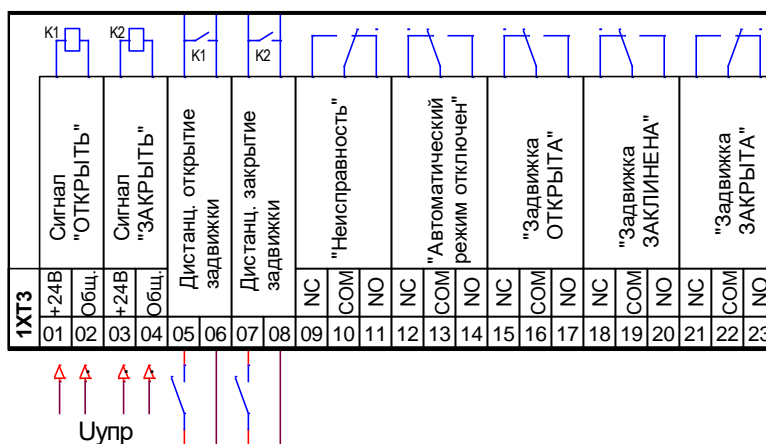 K1
K2
K1
K2
Сигнал
"ОТКРЫТЬ"
Сигнал
"ЗАКРЫТЬ"
Дистанц. открытие
задвижки
Дистанц. закрытие
задвижки
"Неисправность"
"Автоматический
режим отключен"
"Задвижка
ОТКРЫТА"
"Задвижка
ЗАКЛИНЕНА"
"Задвижка
ЗАКРЫТА"
1XT3
+24В Общ. +24В Общ. NC COM NO NC COM NO NC COM NO NC COM NO NC COM NO
01 02 03 04 05 06 07 08 09 10 11 12 13 14 15 16 17 18 19 20 21 22 23
Uупр